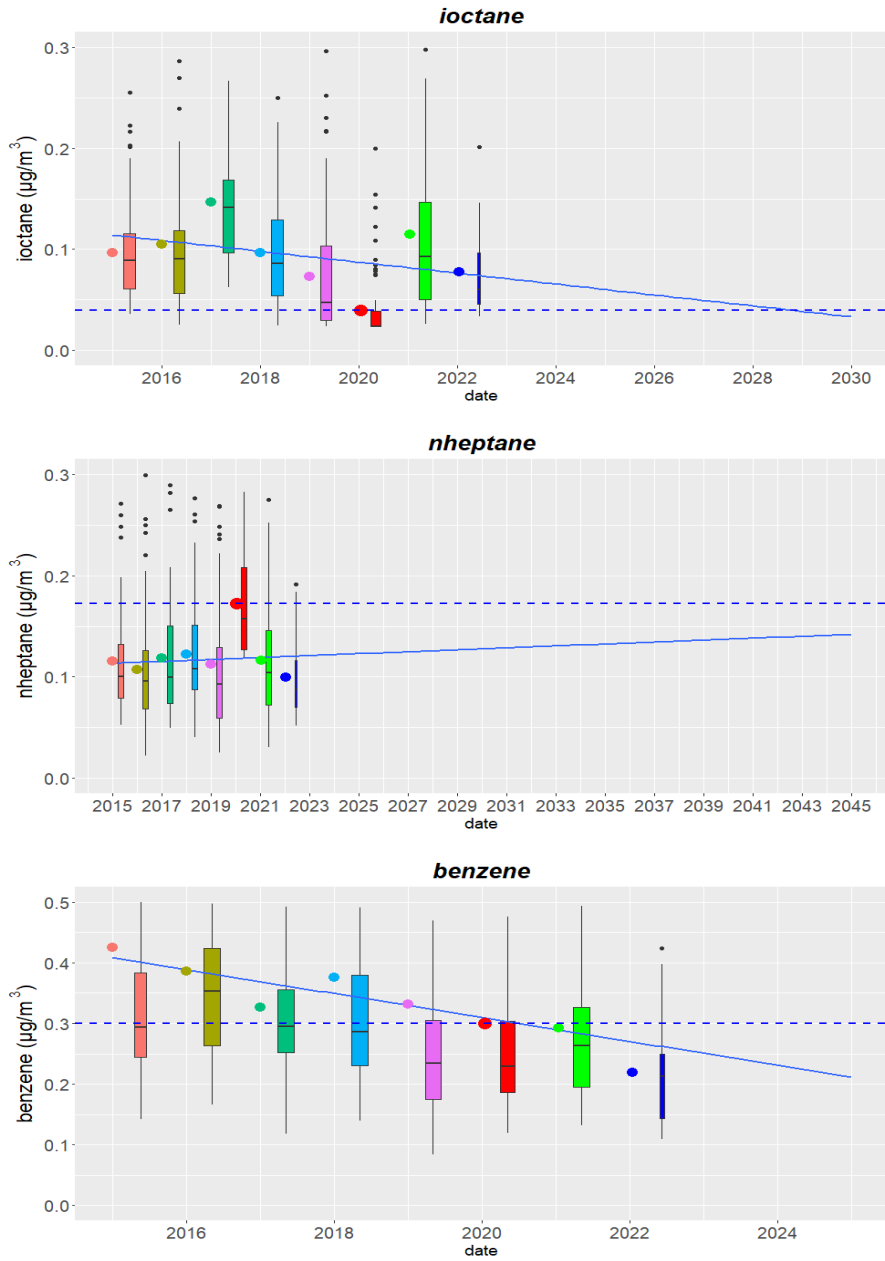 ioctane
0.3
0.2
0.1
0.0
ioctane (µg/m³)
2016 2018 2020 2022 2024 2026 2028 2030
date
nheptane
0.3
0.2
0.1
0.0
nheptane (µg/m³)
2015 2017 2019 2021 2023 2025 2027 2029 2031 2033 2035 2037 2039 2041 2043 2045
date
benzene
0.5
0.4
0.3
0.2
0.1
0.0
benzene (µg/m³)
2016 2018 2020 2022 2024
date